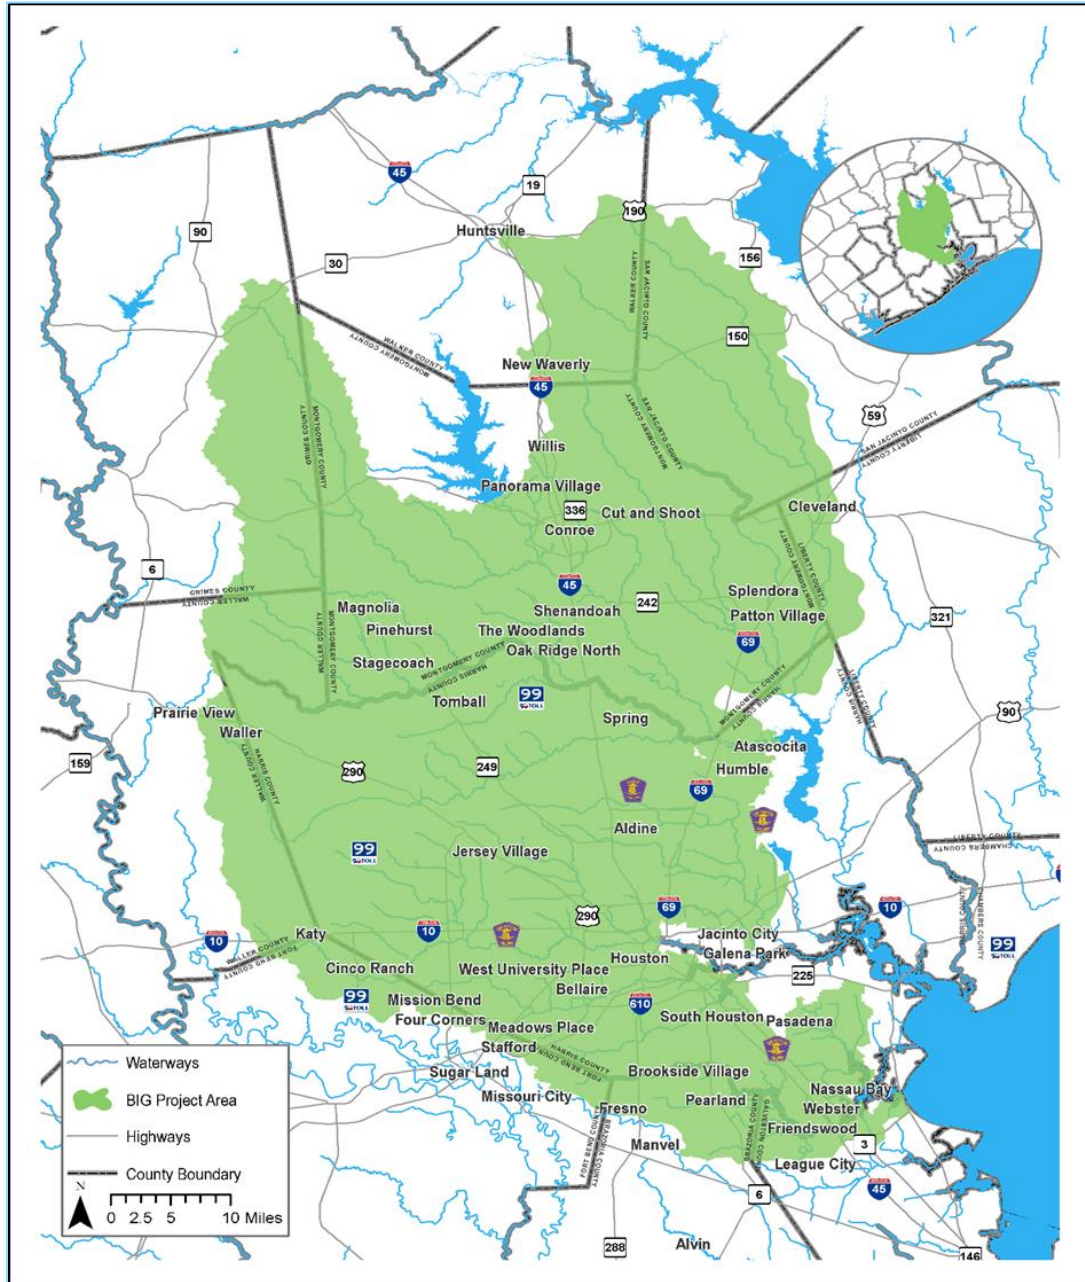 45
19
190
Huntsville
90
156
30
WALKER COUNTY
SAN JACINTO COUNTY
150
WALKER COUNTY
MONTGOMERY COUNTY
New Waverly
45
59
SAN JACINTO COUNTY
LIBERTY COUNTY
GRIMES COUNTY
MONTGOMERY COUNTY
SAN JACINTO COUNTY
MONTGOMERY COUNTY
Willis
Panorama Village
336
Cut and Shoot
Cleveland
Conroe
6
45
LIBERTY COUNTY
MONTGOMERY COUNTY
GRIMES COUNTY
WALLER COUNTY
Splendora
Magnolia
Shenandoah
242
Patton Village
321
Pinehurst
The Woodlands
69
Oak Ridge North
WALLER COUNTY
MONTGOMERY COUNTY
Stagecoach
MONTGOMERY COUNTY
HARRIS COUNTY
LIBERTY COUNTY
HARRIS COUNTY
MONTGOMERY COUNTY
HARRIS COUNTY
Tomball
99
TOLL
Prairie View
Spring
90
Waller
Atascocita
159
HARRIS COUNTY
WALLER COUNTY
290
249
Humble
69
Aldine
99
TOLL
Jersey Village
LIBERTY COUNTY
CHAMBERS COUNTY
69
10
290
Katy
10
10
Jacinto City
HARRIS COUNTY
CHAMBERS COUNTY
99
TOLL
WALLER COUNTY
FORT BEND COUNTY
Houston
Galena Park
Cinco Ranch
West University Place
225
Bellaire
99
TOLL
Mission Bend
610
Four Corners
South Houston
Pasadena
Meadows Place
Stafford
HARRIS COUNTY
FORT BEND COUN
Sugar Land
Brookside Village
Missouri City
Nassau Bay
Pearland
Webster
Fresno
Friendswood
BRAZORIA COUNTY
GALVESTON COUNTY
FORT BEND COUNTY
BRAZORIA COUNTY
Manvel
3
League City
6
45
288
Alvin
146
Waterways
BIG Project Area
Highways
County Boundary
N
0 2.5 5 10 Miles